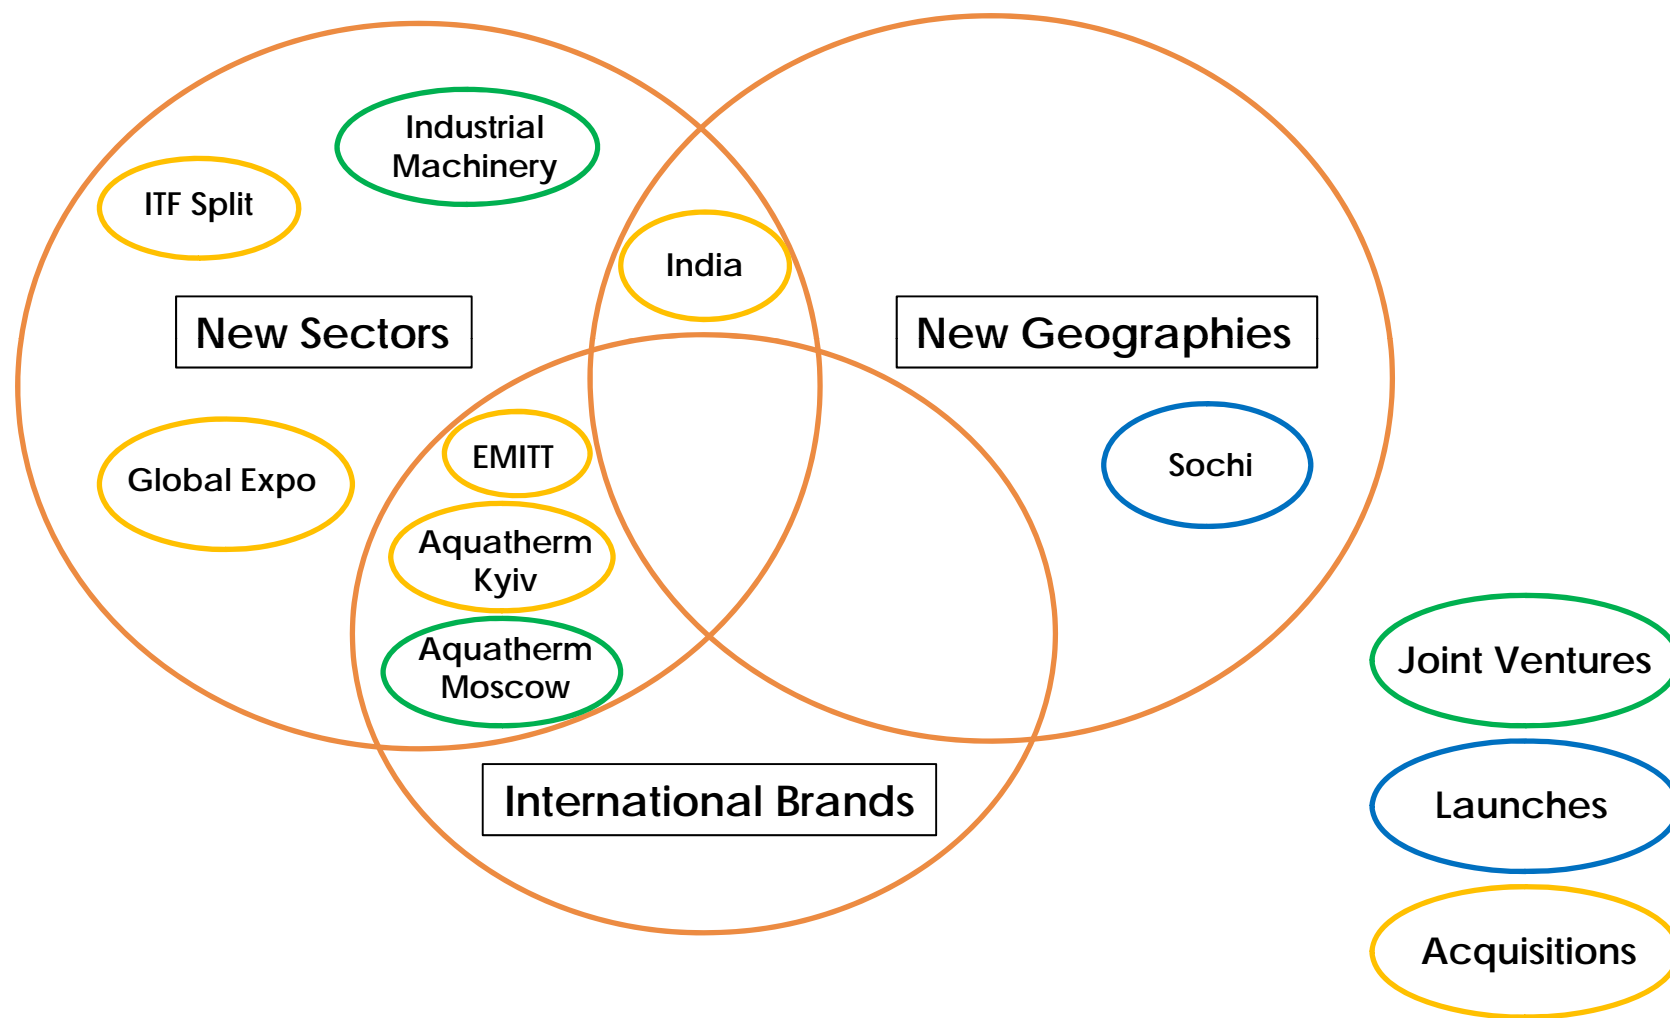 Industrial
Machinery
ITF Split
India
New Sectors
New Geographies
EMITT
Global Expo
Sochi
Aquatherm
Kyiv
Aquatherm
Moscow
International Brands
Joint Ventures
Launches
Acquisitions